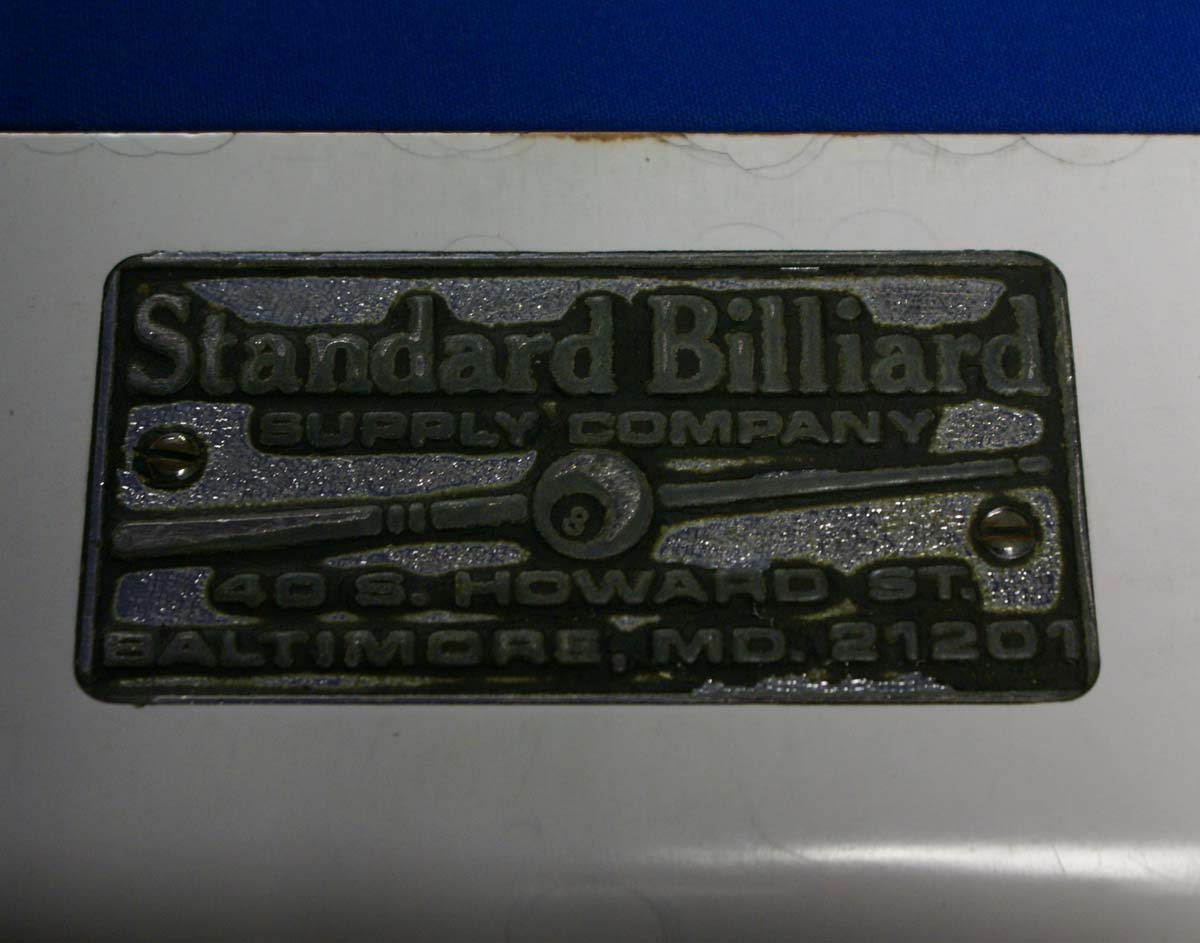 Standard Billiard
SUPPLY COMPANY
8
40 S. HOWARD ST.
BALTIMORE, MD. 21201